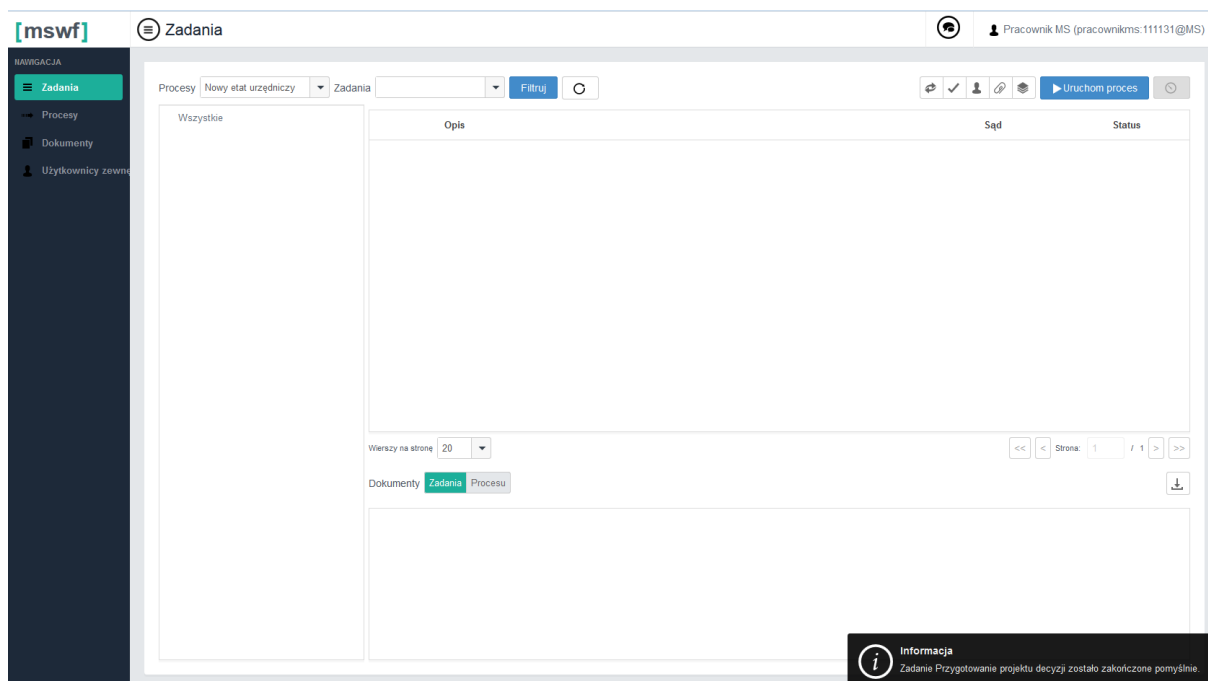 [mswf]
Zadania
Pracownik MS (pracownikms:111131@MS)
NAWIGACJA
Zadania
Procesy
Dokumenty
Użytkownicy zewnę
Procesy Nowy etat urzędniczy Zadania Filtruj Uruchom proces
Wszystkie
Opis Sąd Status
Wierszy na stronę 20 << < Strona: 1 / 1 > >>
Dokumenty Zadania Procesu
Informacja
Zadanie Przygotowanie projektu decyzji zostało zakończone pomyślnie.